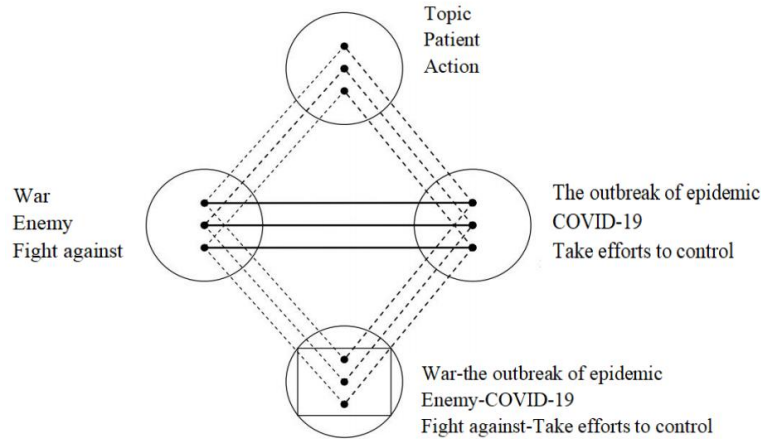 Topic
Patient
Action
War
Enemy
Fight against
The outbreak of epidemic
COVID-19
Take efforts to control
War-the outbreak of epidemic
Enemy-COVID-19
Fight against-Take efforts to control